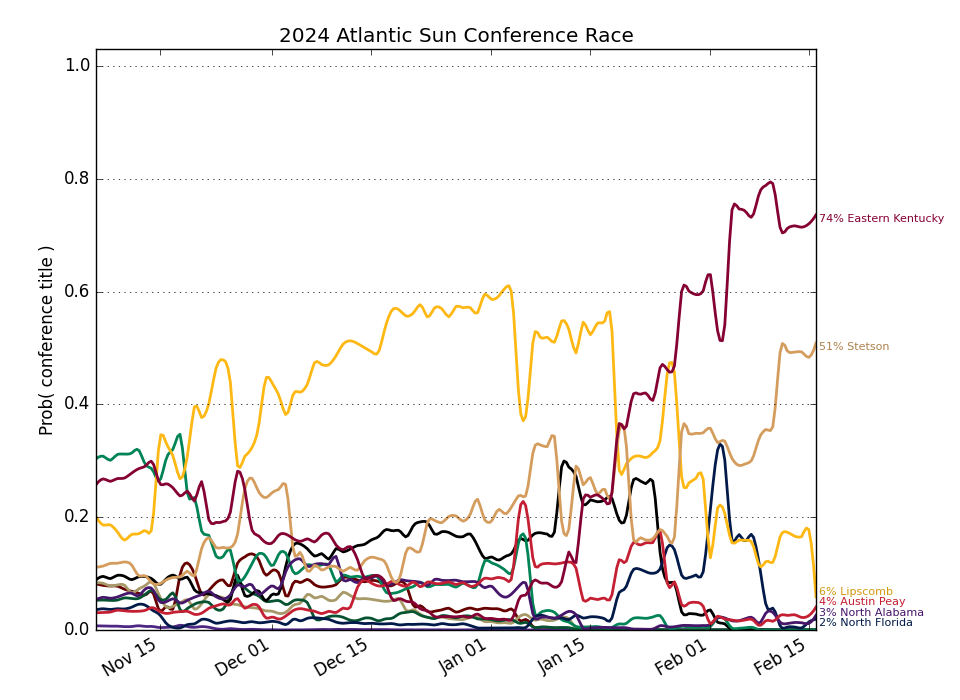 2024 Atlantic Sun Conference Race
Prob( conference title )
1.0
0.8
0.6
0.4
0.2
0.0
Nov 15
Dec 01
Dec 15
Jan 01
Jan 15
Feb 01
Feb 15
74% Eastern Kentucky
51% Stetson
6% Lipscomb
4% Austin Peay
3% North Alabama
2% North Florida